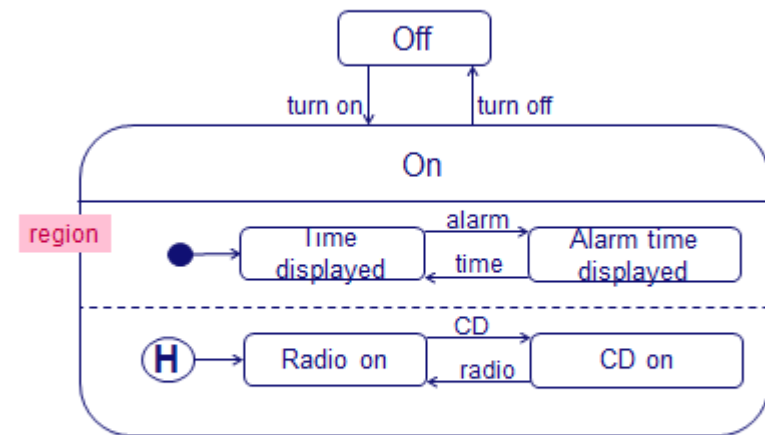 Off
turn on
turn off
On
region
alarm
Time
displayed
time
Alarm time
displayed
CD
H
Radio on
radio
CD on